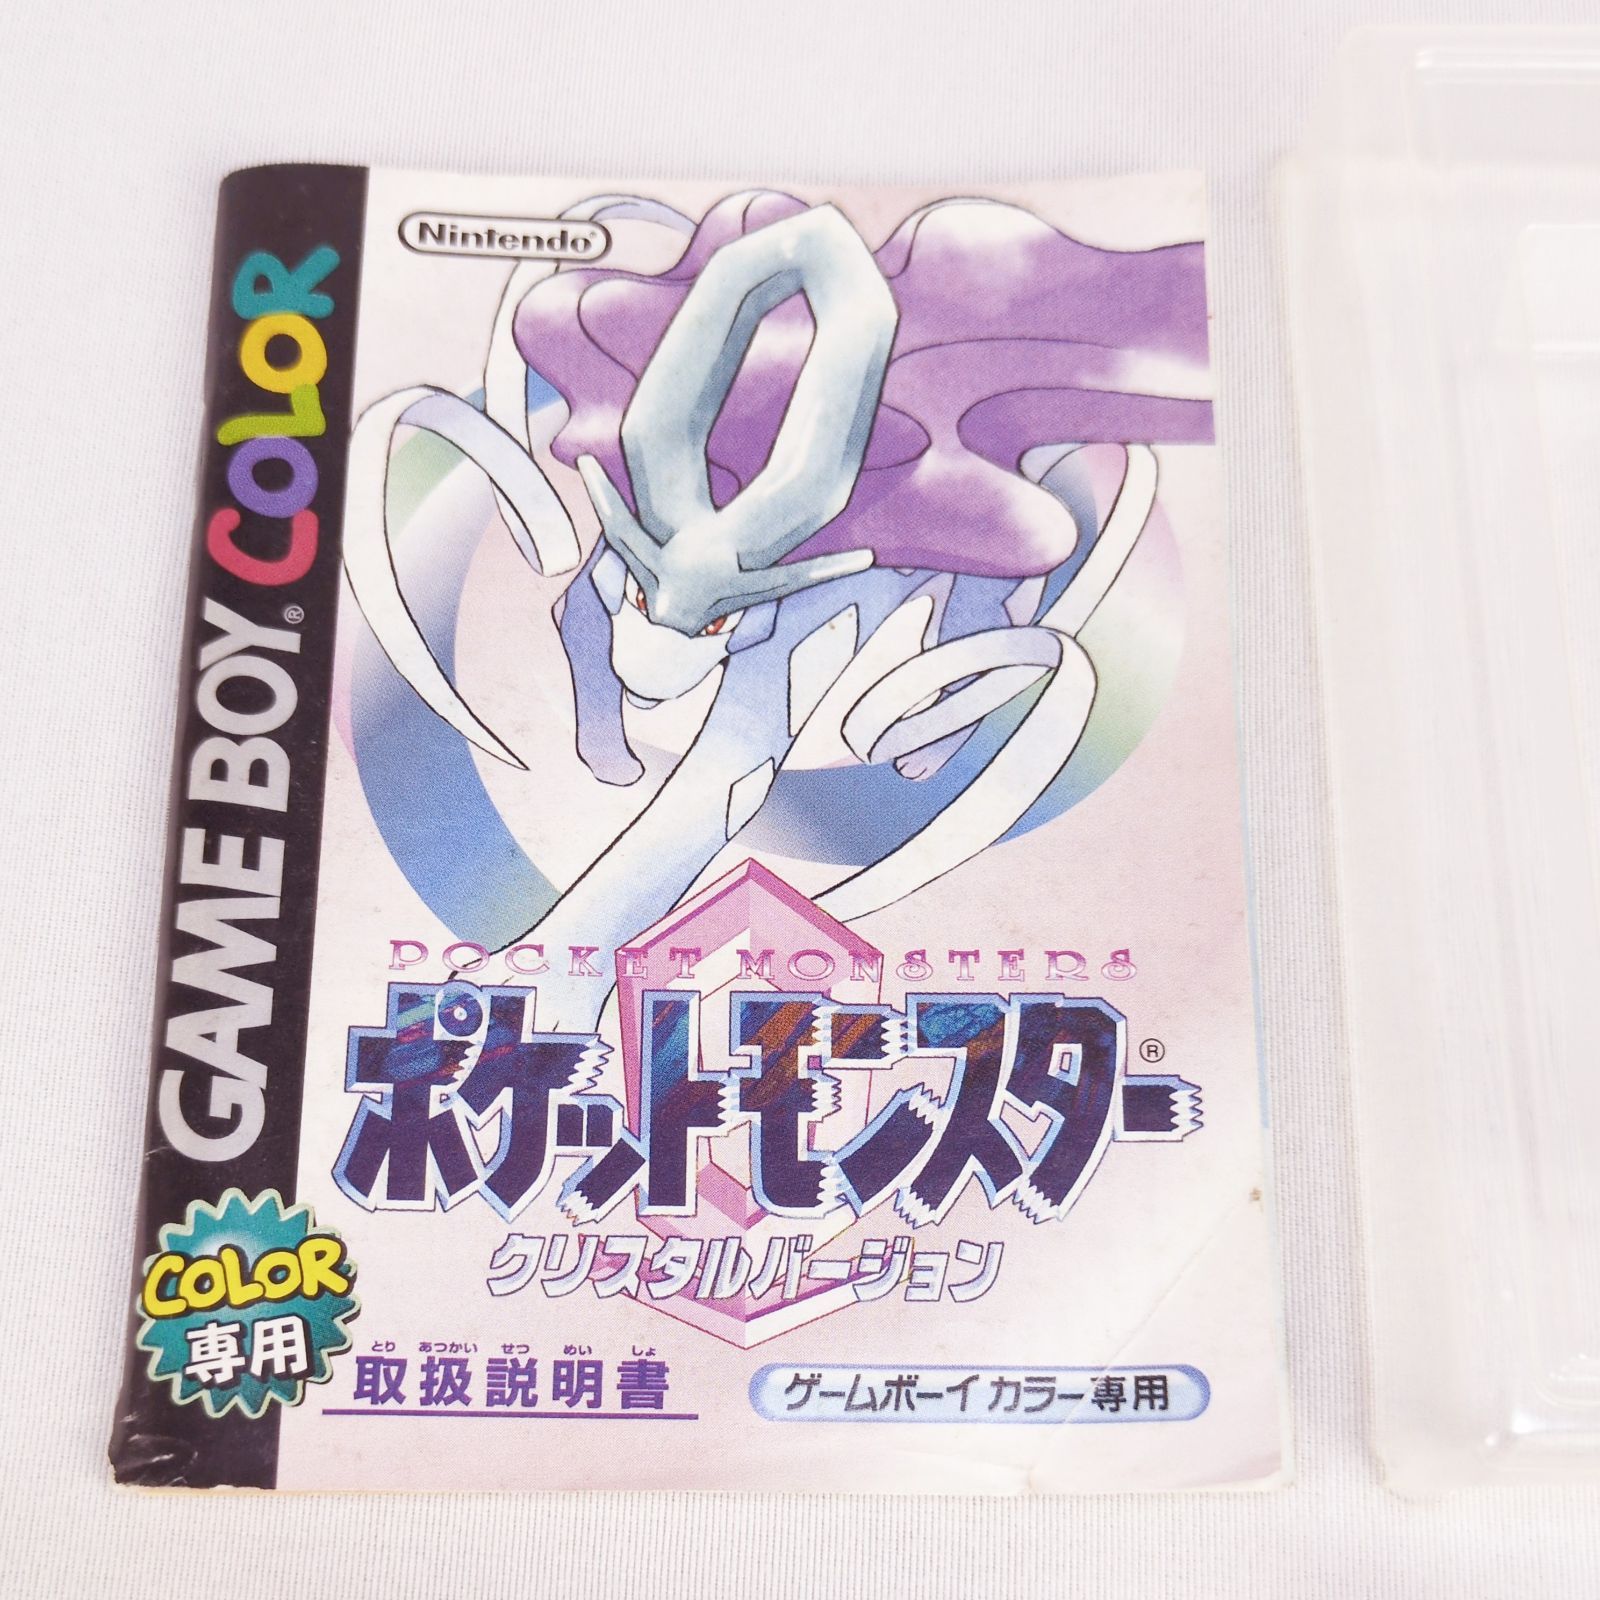 Nintendo®
GAME BOY® COLOR
POCKET MONSTERS
ポケットモンスター®
クリスタルバージョン
COLOR
専用
とり あつかい せつ めい しょ
取扱説明書
ゲームボーイ カラー専用